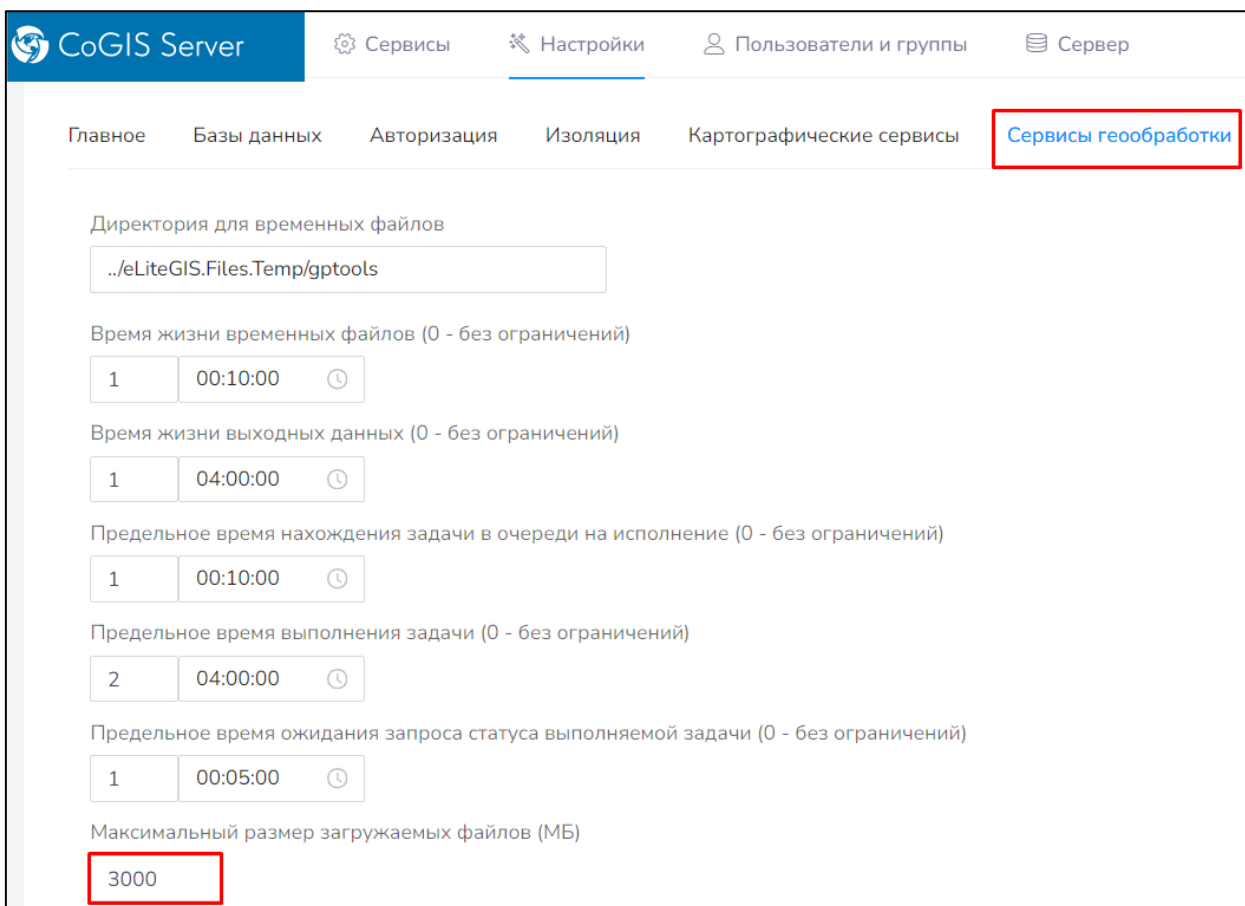 CoGIS Server Сервисы Настройки Пользователи и группы Сервер
Главное Базы данных Авторизация Изоляция Картографические сервисы Сервисы геообработки
Директория для временных файлов
../eLiteGIS.Files.Temp/gptools
Время жизни временных файлов (0 - без ограничений)
1 00:10:00
Время жизни выходных данных (0 - без ограничений)
1 04:00:00
Предельное время нахождения задачи в очереди на исполнение (0 - без ограничений)
1 00:10:00
Предельное время выполнения задачи (0 - без ограничений)
2 04:00:00
Предельное время ожидания запроса статуса выполняемой задачи (0 - без ограничений)
1 00:05:00
Максимальный размер загружаемых файлов (МБ)
3000